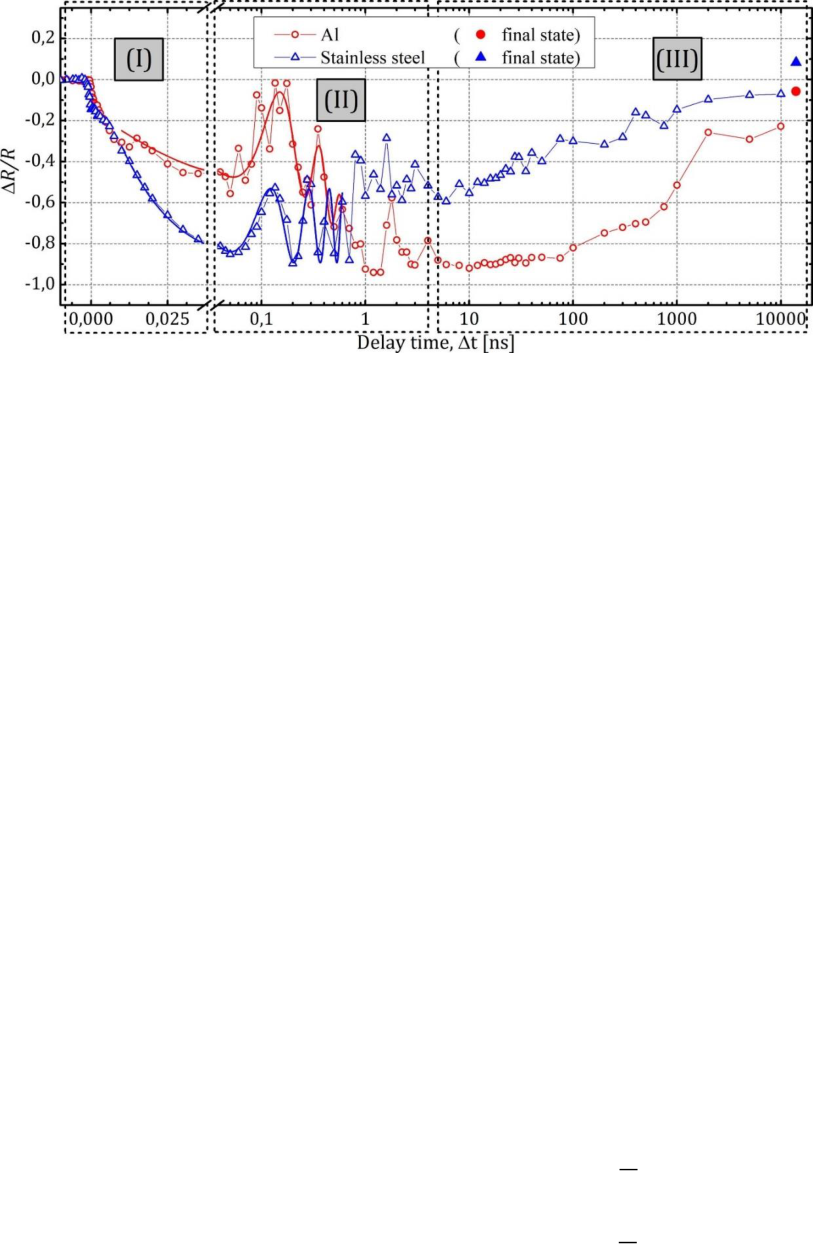 Al ( final state)
Stainless steel ( final state)
(I)
(II)
(III)
0,2
0,0
-0,2
-0,4
-0,6
-0,8
-1,0
ΔR/R
0,000 0,025 0,1 1 10 100 1000 10000
Delay time, Δt [ns]